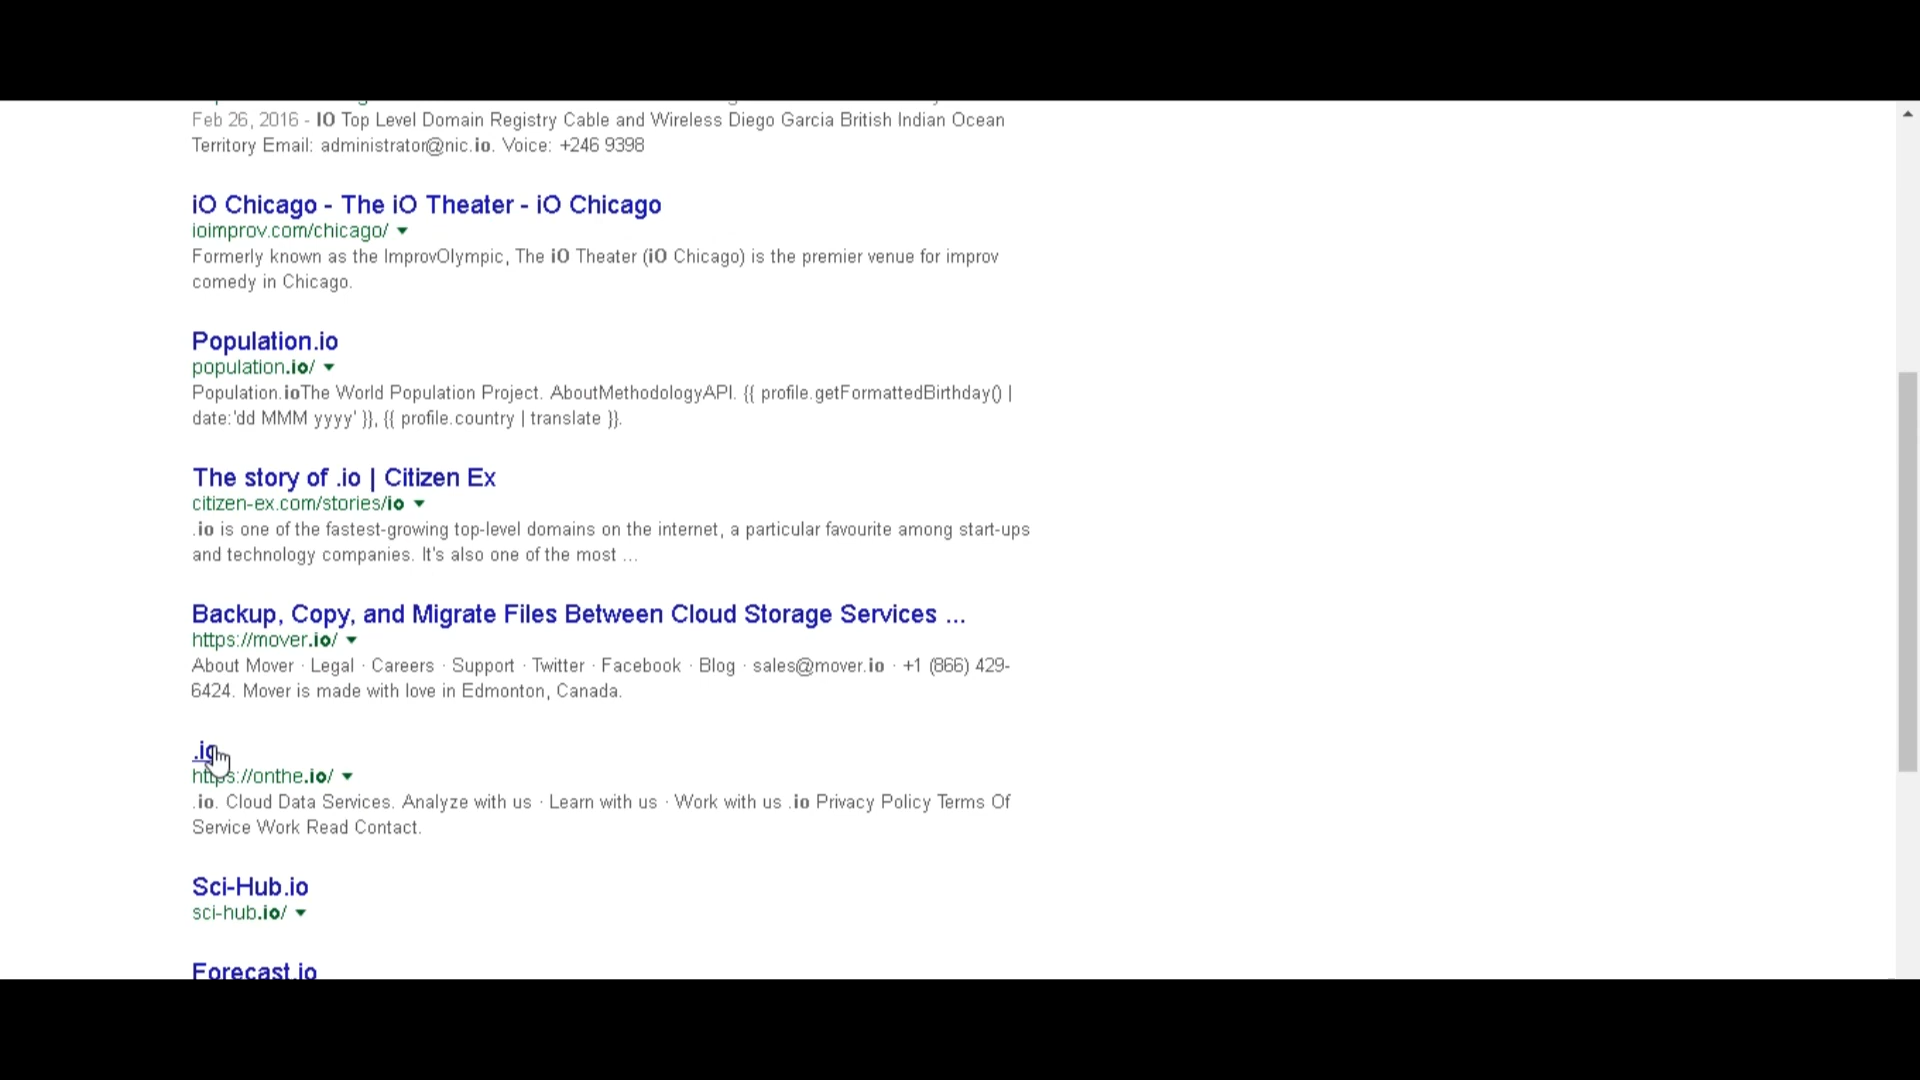 Feb 26, 2016 - IO Top Level Domain Registry Cable and Wireless Diego Garcia British Indian Ocean
Territory Email: administrator@nic.io. Voice: +246 9398
iO Chicago - The iO Theater - iO Chicago
ioimprov.com/chicago/
Formerly known as the ImprovOlympic, The iO Theater (iO Chicago) is the premier venue for improv
comedy in Chicago.
Population.io
population.io/
Population.ioThe World Population Project. AboutMethodologyAPI. {{ profile.getFormattedBirthday() |
date:'dd MMM yyyy' }}, {{ profile.country | translate }}.
The story of .io | Citizen Ex
citizen-ex.com/stories/io
.io is one of the fastest-growing top-level domains on the internet, a particular favourite among start-ups
and technology companies. It's also one of the most ...
Backup, Copy, and Migrate Files Between Cloud Storage Services ...
https://mover.io/
About Mover · Legal · Careers · Support · Twitter · Facebook · Blog · sales@mover.io · +1 (866) 429-
6424. Mover is made with love in Edmonton, Canada.
.io
https://onthe.io/
.io. Cloud Data Services. Analyze with us · Learn with us · Work with us .io Privacy Policy Terms Of
Service Work Read Contact.
Sci-Hub.io
sci-hub.io/
Forecast.io